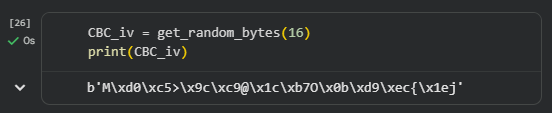 [26]
0s
CBC_iv = get_random_bytes(16)
print(CBC_iv)
b'M\xd0\xc5>\x9c\xc9@\x1c\xb7O\x0b\xd9\xec{\x1ej'